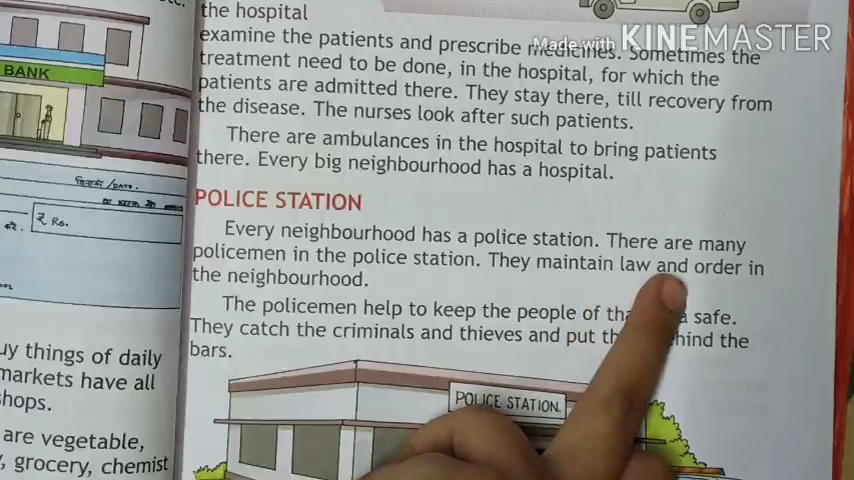 the hospital
examine the patients and prescribe medicines. Sometimes the
treatment need to be done, in the hospital, for which the
patients are admitted there. They stay there, till recovery from
the disease. The nurses look after such patients.
There are ambulances in the hospital to bring patients
there. Every big neighbourhood has a hospital.
POLICE STATION
Every neighbourhood has a police station. There are many
policemen in the police station. They maintain law and order in
the neighbourhood.
The policemen help to keep the people of safe.
They catch the criminals and thieves and put the
bars.
POLICE STATION
BANK
/DATE.
₹ Rs.
things of daily
markets have all
shops.
are vegetable,
grocery, chemist
Made with KINEMASTER